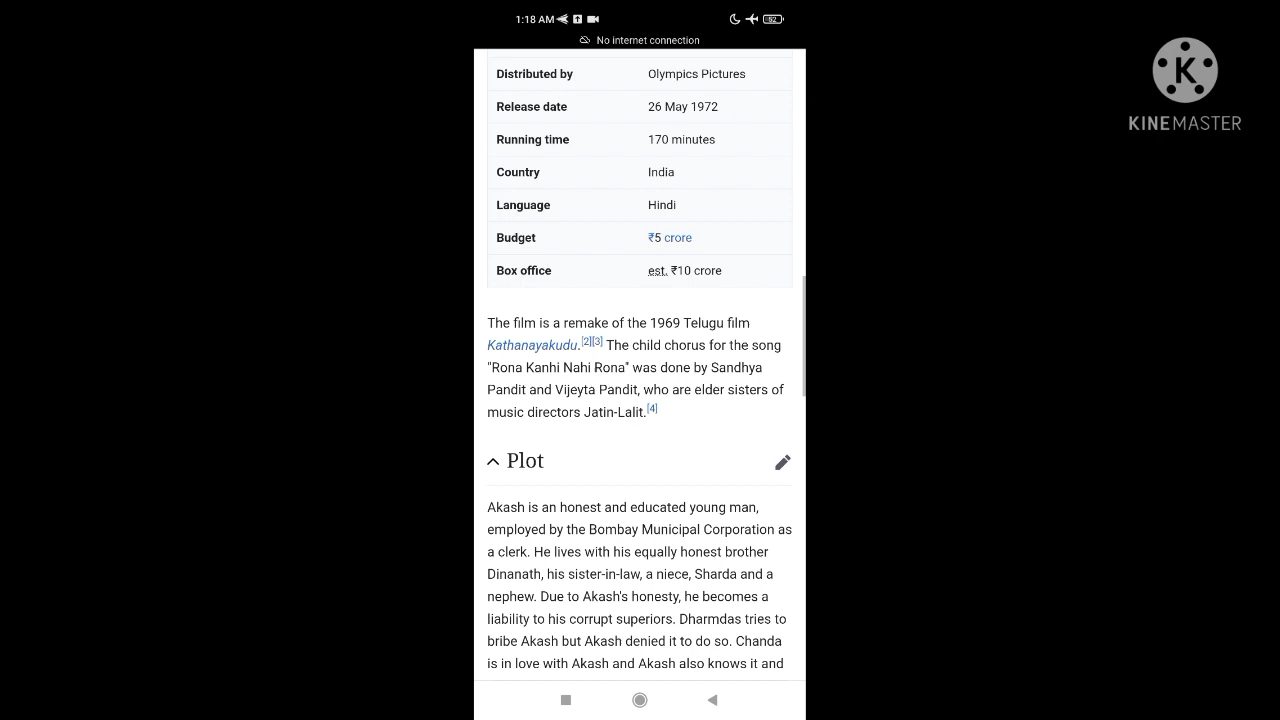 1:18 AM
52
No internet connection
Distributed by Olympics Pictures
Release date 26 May 1972
Running time 170 minutes
Country India
Language Hindi
Budget ₹5 crore
Box office est. ₹10 crore
The film is a remake of the 1969 Telugu film
Kathanayakudu.[2][3] The child chorus for the song
"Rona Kanhi Nahi Rona" was done by Sandhya
Pandit and Vijeyta Pandit, who are elder sisters of
music directors Jatin-Lalit.[4]
Plot
Akash is an honest and educated young man,
employed by the Bombay Municipal Corporation as
a clerk. He lives with his equally honest brother
Dinanath, his sister-in-law, a niece, Sharda and a
nephew. Due to Akash's honesty, he becomes a
liability to his corrupt superiors. Dharmdas tries to
bribe Akash but Akash denied it to do so. Chanda
is in love with Akash and Akash also knows it and
K
KINEMASTER